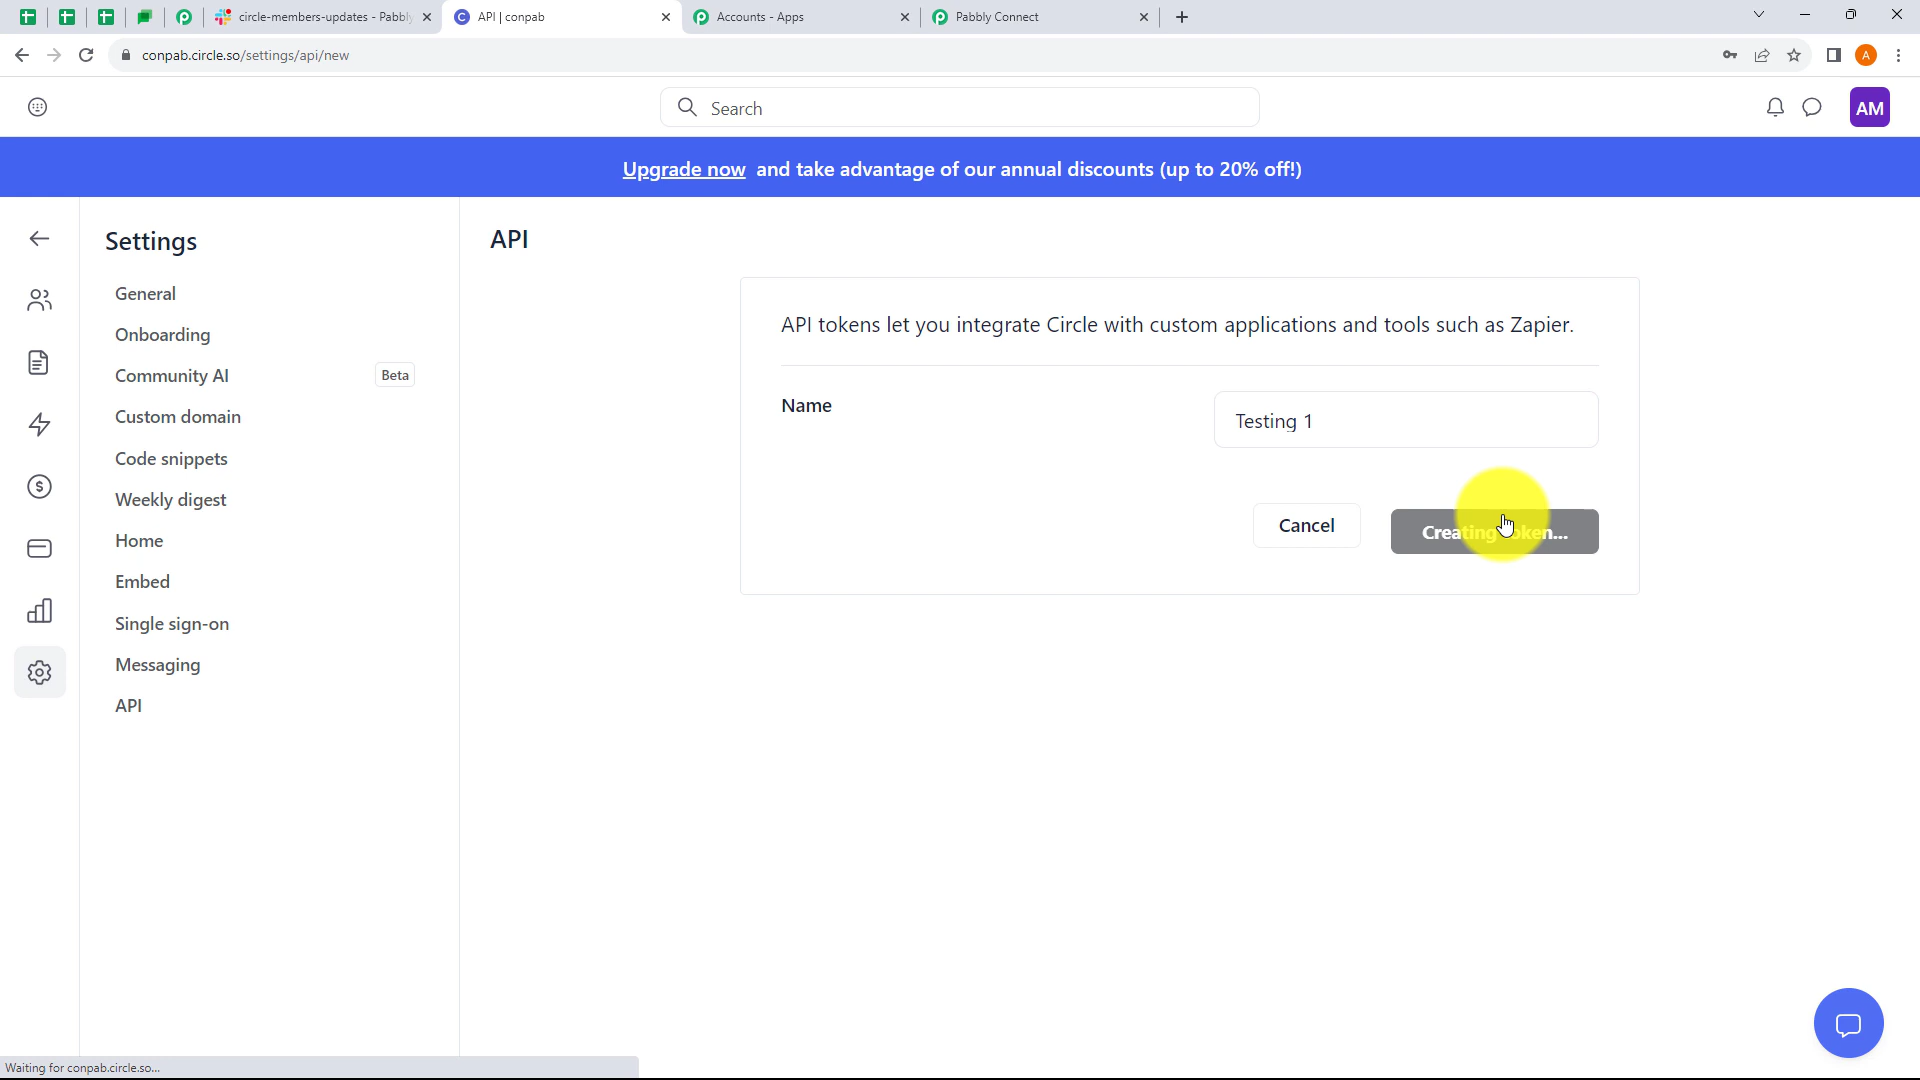 circle-members-updates - Pabbly
API | conpab
Accounts - Apps
Pabbly Connect
conpab.circle.so/settings/api/new
A
Search
AM
Upgrade now and take advantage of our annual discounts (up to 20% off!)
Settings
General
Onboarding
Community AI
Beta
Custom domain
Code snippets
Weekly digest
Home
Embed
Single sign-on
Messaging
API
API
API tokens let you integrate Circle with custom applications and tools such as Zapier.
Name
Testing 1
Cancel
Creating token...
Waiting for conpab.circle.so...